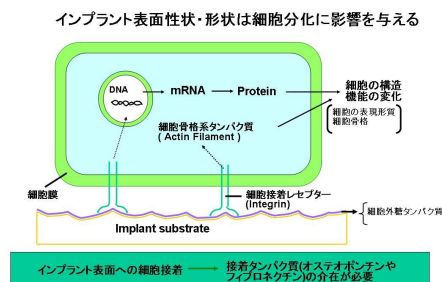 インプラント表面性状・形状は細胞分化に影響を与える
DNA
mRNA
Protein
細胞の構造
機能の変化
細胞の表現形質
細胞骨格
細胞骨格系タンパク質
( Actin Filament )
細胞膜
細胞接着レセプター
(Integrin)
細胞外糖タンパク質
Implant substrate
インプラント表面への細胞接着
接着タンパク質(オステオポンチンや
フィブロネクチン)の介在が必要